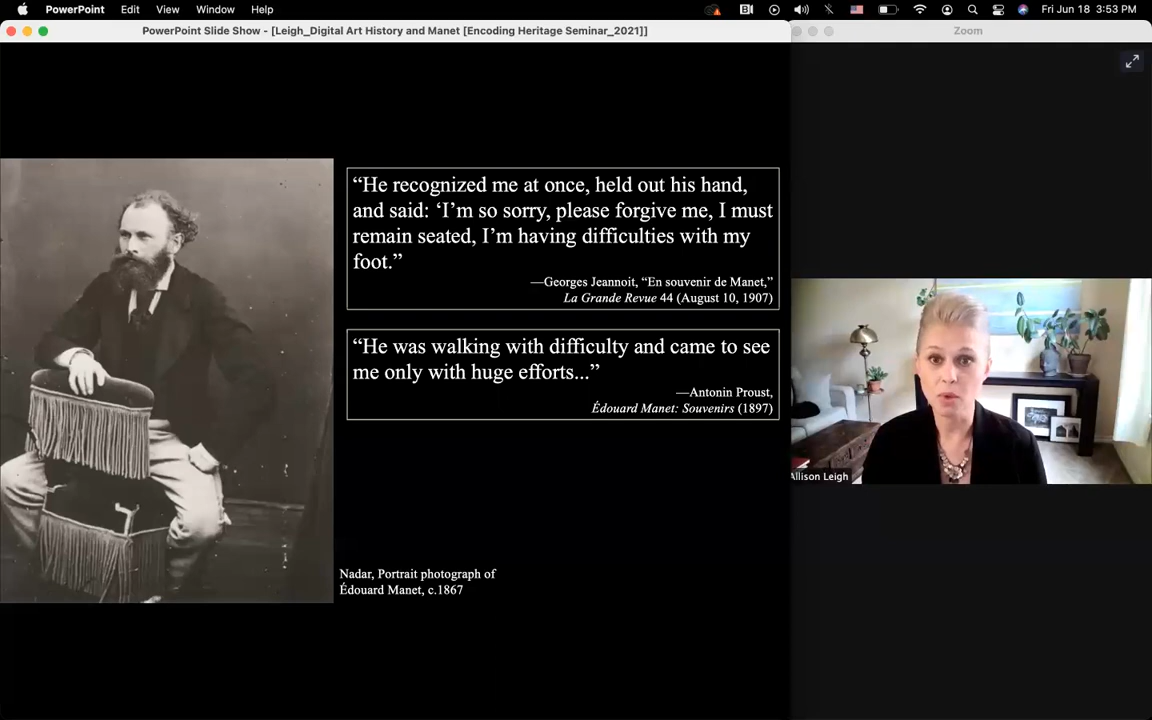 PowerPoint Edit View Window Help Fri Jun 18 3:53 PM
PowerPoint Slide Show - [Leigh_Digital Art History and Manet [Encoding Heritage Seminar_2021]]
Zoom
“He recognized me at once, held out his hand,
and said: ‘I’m so sorry, please forgive me, I must
remain seated, I’m having difficulties with my
foot.”
—Georges Jeannoit, “En souvenir de Manet,”
La Grande Revue 44 (August 10, 1907)
“He was walking with difficulty and came to see
me only with huge efforts...”
—Antonin Proust,
Édouard Manet: Souvenirs (1897)
Allison Leigh
Nadar, Portrait photograph of
Édouard Manet, c.1867